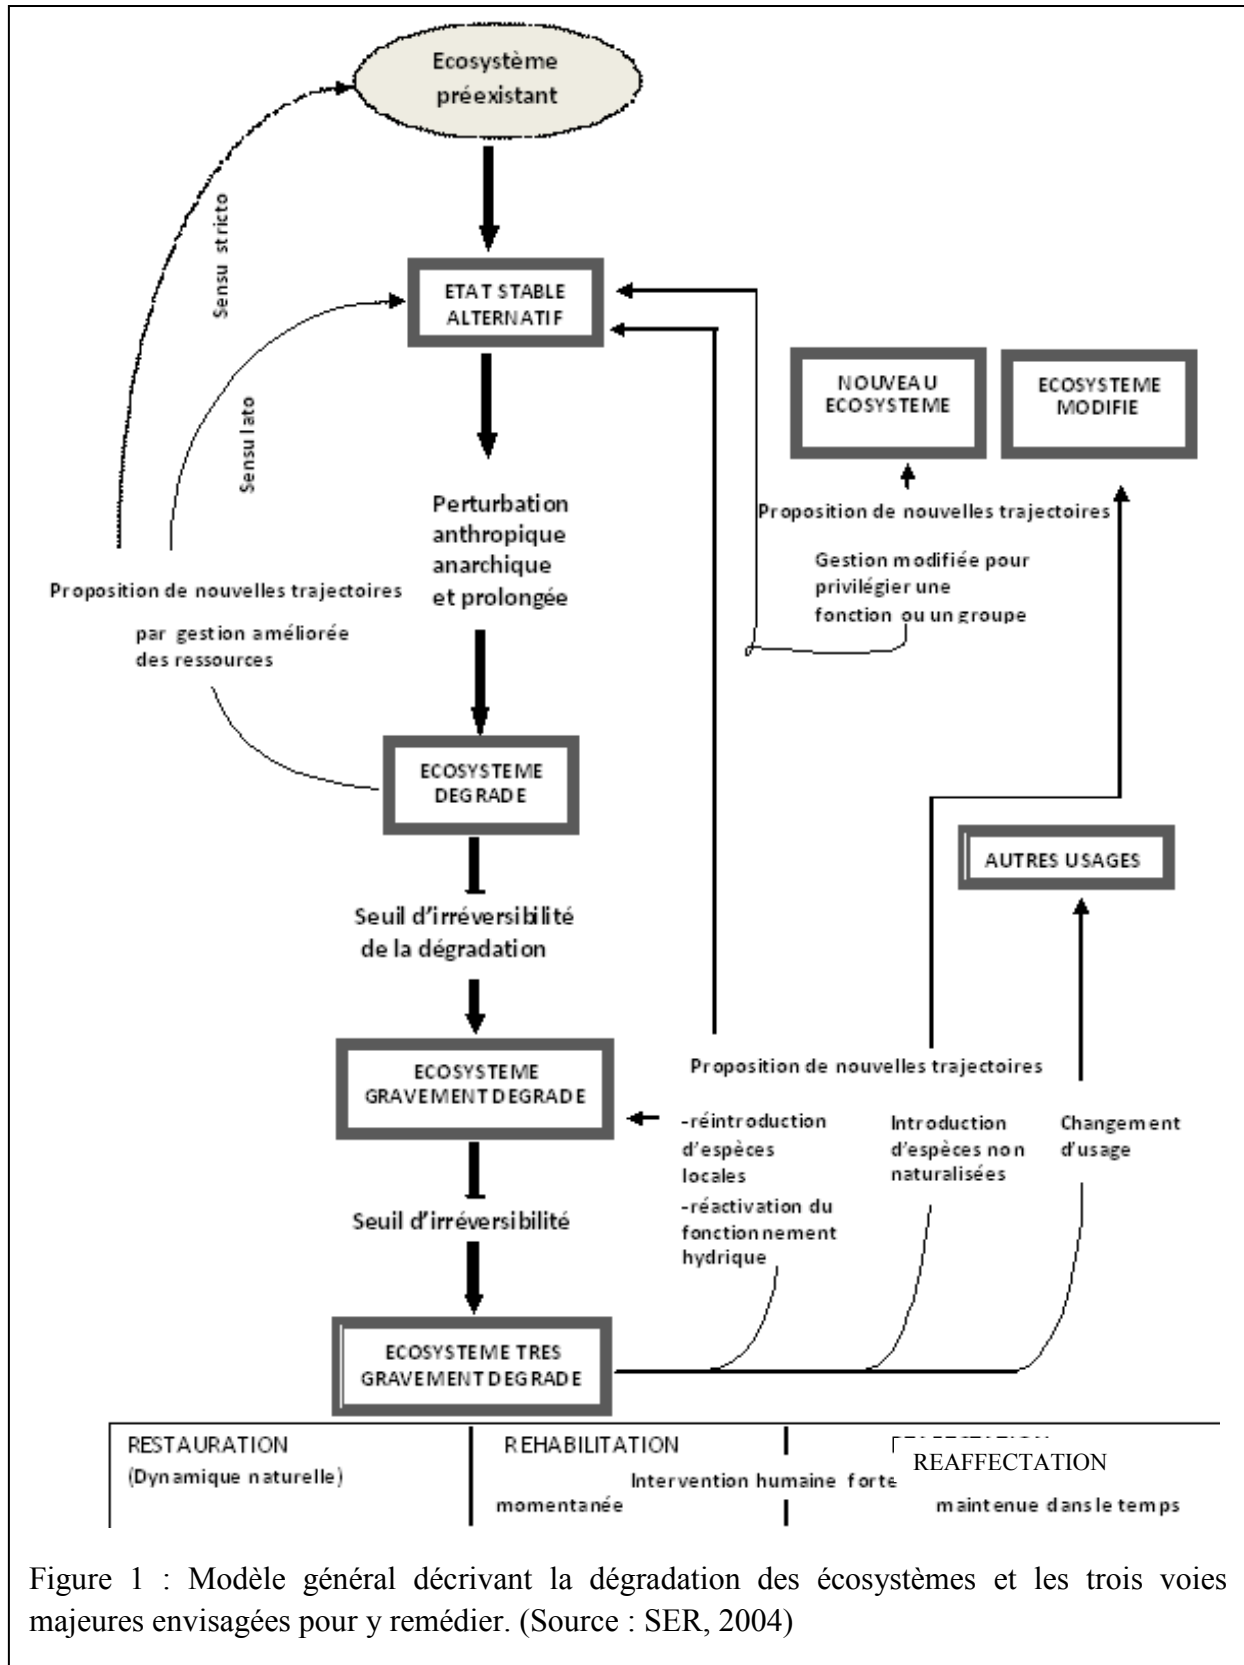 Ecosystème
préexistant
Sensu stricto
ETAT STABLE
ALTERNATIF
Sensu lato
NOUVEAU
ECOSYSTEME
ECOSYSTEME
MODIFIE
Perturbation
anthropique
anarchique
et prolongée
Proposition de nouvelles trajectoires
Gestion modifiée pour
privilégier une
fonction ou un groupe
Proposition de nouvelles trajectoires
par gestion améliorée
des ressources
ECOSYSTEME
DEGRADE
AUTRES USAGES
Seuil d'irréversibilité
de la dégradation
ECOSYSTEME
GRAVEMENT DEGRADE
Proposition de nouvelles trajectoires
-réintroduction
d'espèces
locales
-réactivation du
fonctionnement
hydrique
Introduction
d'espèces non
naturalisées
Changement
d'usage
Seuil d'irréversibilité
ECOSYSTEME TRES
GRAVEMENT DEGRADE
RESTAURATION
(Dynamique naturelle)
REHABILITATION
REAFFECTATION
Intervention humaine forte
momentanée
maintenue dans le temps
Figure 1 : Modèle général décrivant la dégradation des écosystèmes et les trois voies
majeures envisagées pour y remédier. (Source : SER, 2004)